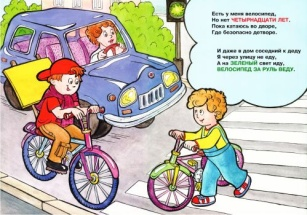 Есть у меня велосипед,
Но нет ЧЕТЫРНАДЦАТИ ЛЕТ,
Пока катаюсь во дворе,
Где безопасно детворе.
И даже в дом соседний к деду
Я через улицу не еду,
А на ЗЕЛЕНЫЙ свет иду,
ВЕЛОСИПЕД ЗА РУЛЬ ВЕДУ.